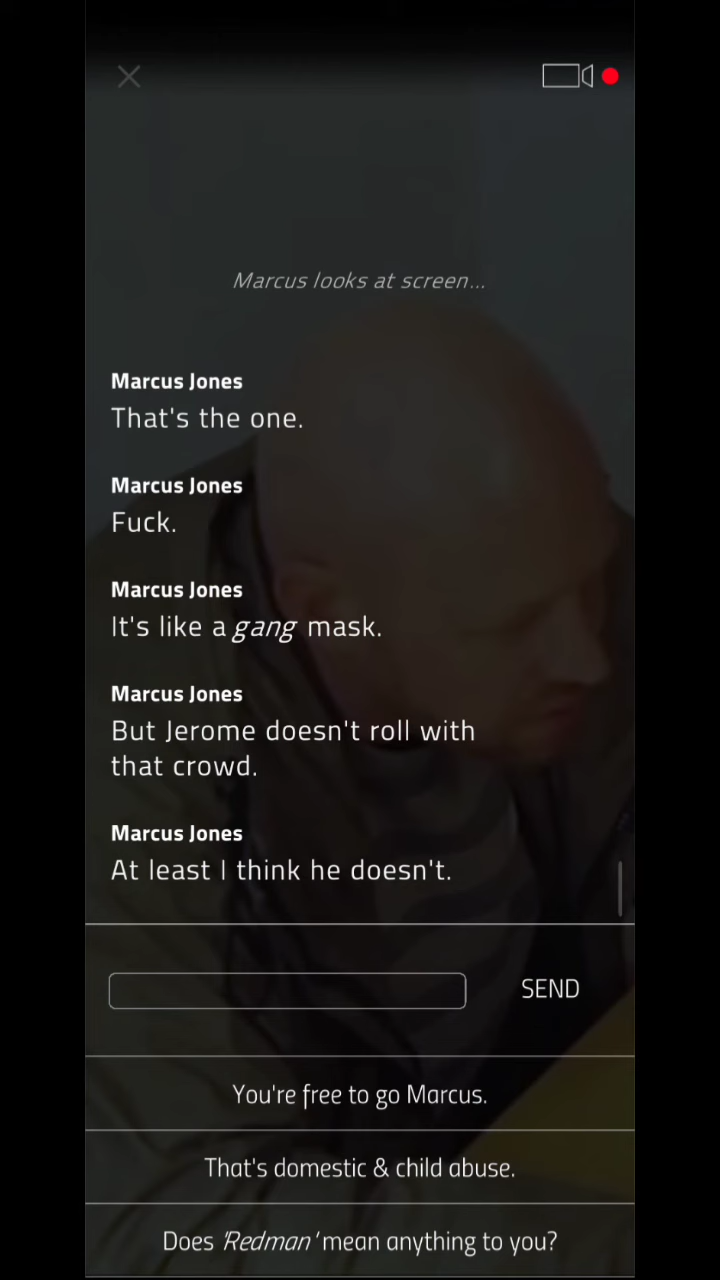 Marcus looks at screen...
Marcus Jones
That's the one.
Marcus Jones
Fuck.
Marcus Jones
It's like a gang mask.
Marcus Jones
But Jerome doesn't roll with
that crowd.
Marcus Jones
At least I think he doesn't.
SEND
You're free to go Marcus.
That's domestic & child abuse.
Does 'Redman' mean anything to you?